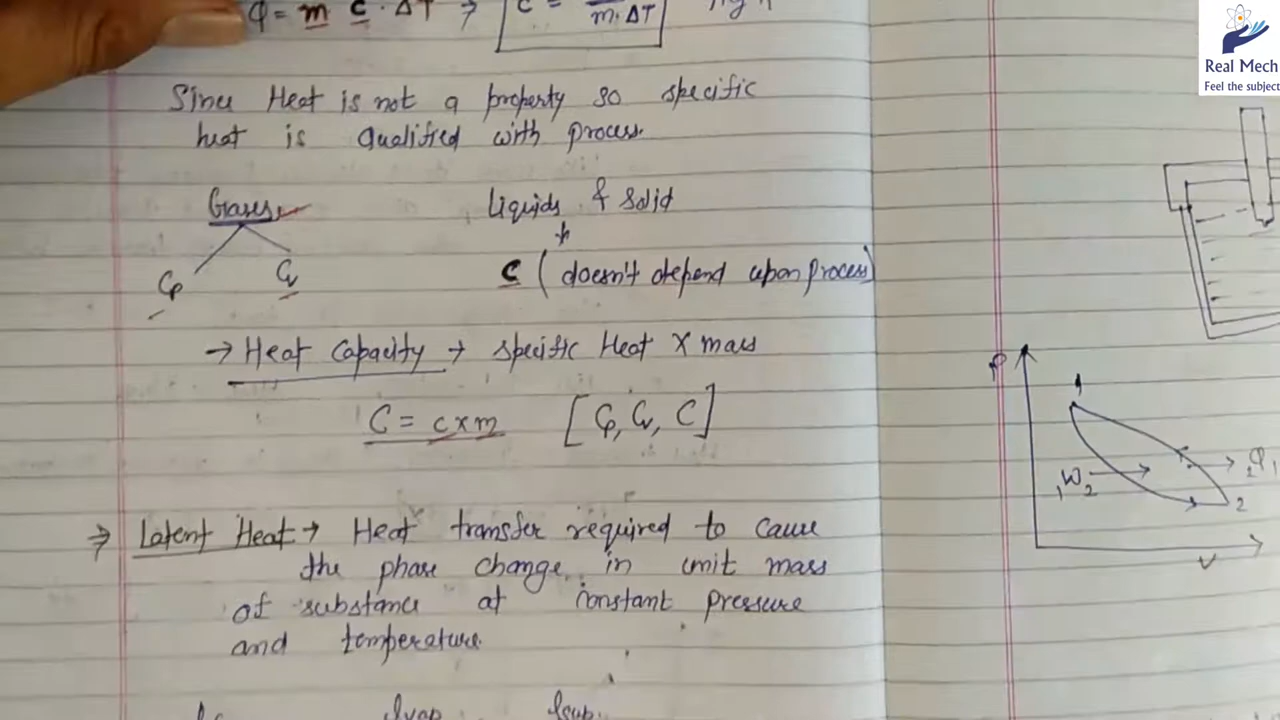 Q = m c · ΔT → C = / m · ΔT
Since Heat is not a property so specific
heat is qualified with process.
Gases
Liquids & solid
Cp Cv
C ( doesn't depend upon process)
→ Heat Capacity → specific Heat X mass
C = c x m [ Cp, Cv, C ]
⇒ Latent Heat → Heat transfer required to cause
the phase change in unit mass
of substance at constant pressure
and temperature.
lvap lsub.
Real Mech
Feel the subject
P
1
1W2
2Q1
2
V